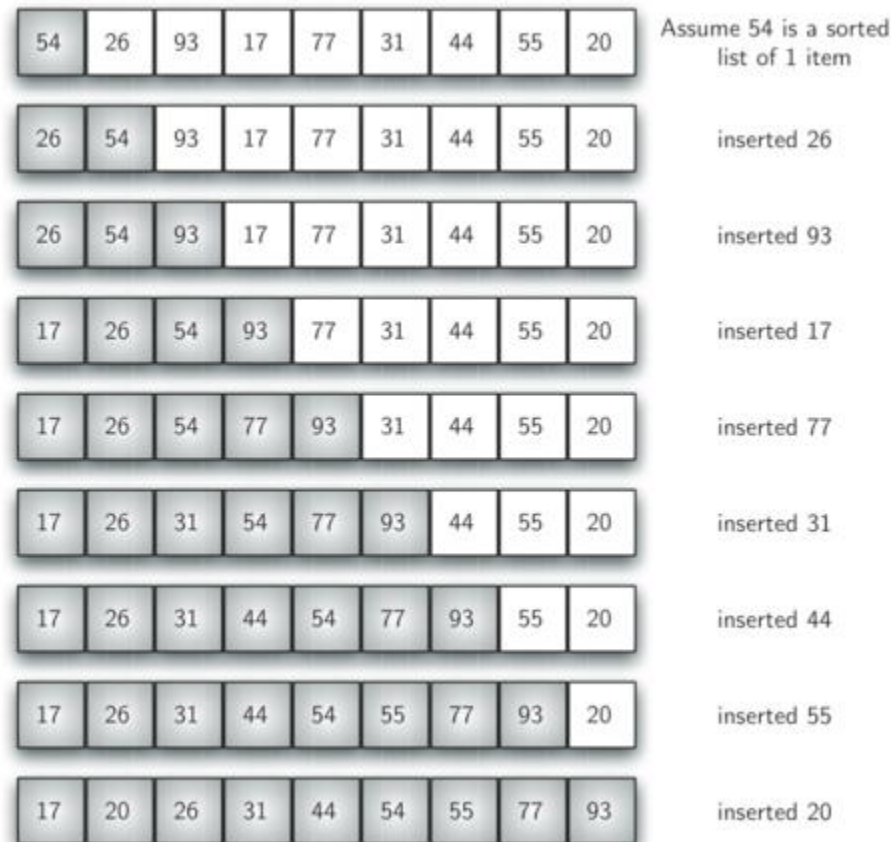 54 26 93 17 77 31 44 55 20 Assume 54 is a sorted
list of 1 item
26 54 93 17 77 31 44 55 20 inserted 26
26 54 93 17 77 31 44 55 20 inserted 93
17 26 54 93 77 31 44 55 20 inserted 17
17 26 54 77 93 31 44 55 20 inserted 77
17 26 31 54 77 93 44 55 20 inserted 31
17 26 31 44 54 77 93 55 20 inserted 44
17 26 31 44 54 55 77 93 20 inserted 55
17 20 26 31 44 54 55 77 93 inserted 20